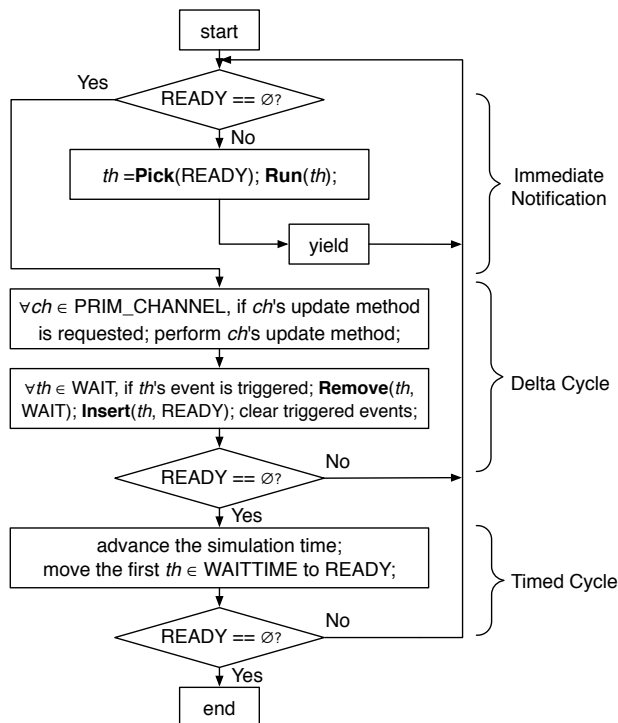 start
Yes
READY == ∅?
No
th =Pick(READY); Run(th);
yield
Immediate
Notification
∀ch ∈ PRIM_CHANNEL, if ch's update method
is requested; perform ch's update method;
∀th ∈ WAIT, if th's event is triggered; Remove(th,
WAIT); Insert(th, READY); clear triggered events;
Delta Cycle
READY == ∅?
No
Yes
advance the simulation time;
move the first th ∈ WAITTIME to READY;
Timed Cycle
READY == ∅?
No
Yes
end